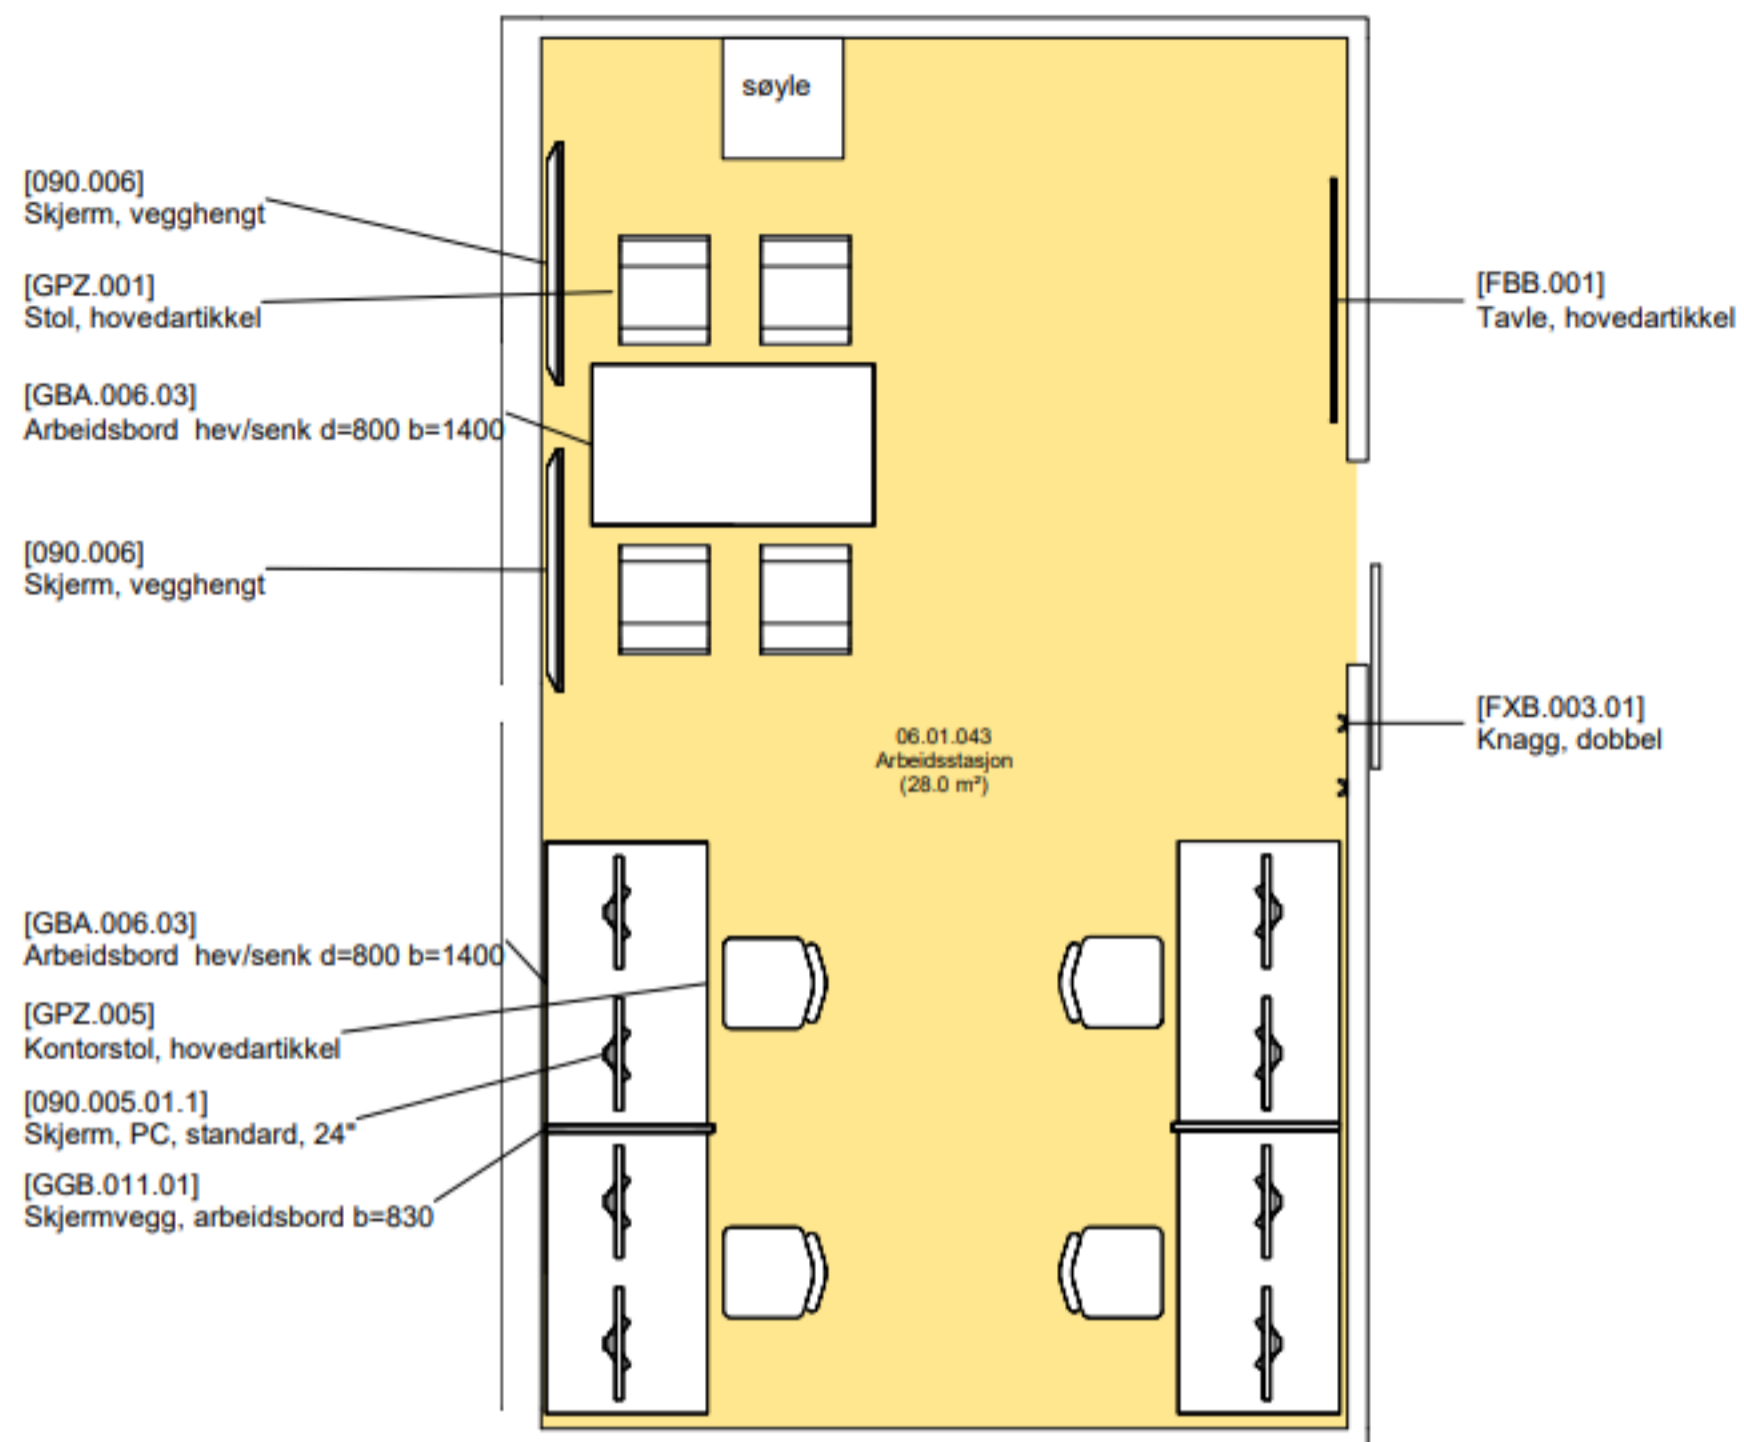 søyle
[090.006]
Skjerm, vegghengt
[GPZ.001]
Stol, hovedartikkel
[GBA.006.03]
Arbeidsbord  hev/senk d=800 b=1400
[090.006]
Skjerm, vegghengt
[FBB.001]
Tavle, hovedartikkel
[FXB.003.01]
Knagg, dobbel
06.01.043
Arbeidsstasjon
(28.0 m²)
[GBA.006.03]
Arbeidsbord  hev/senk d=800 b=1400
[GPZ.005]
Kontorstol, hovedartikkel
[090.005.01.1]
Skjerm, PC, standard, 24"
[GGB.011.01]
Skjermvegg, arbeidsbord b=830